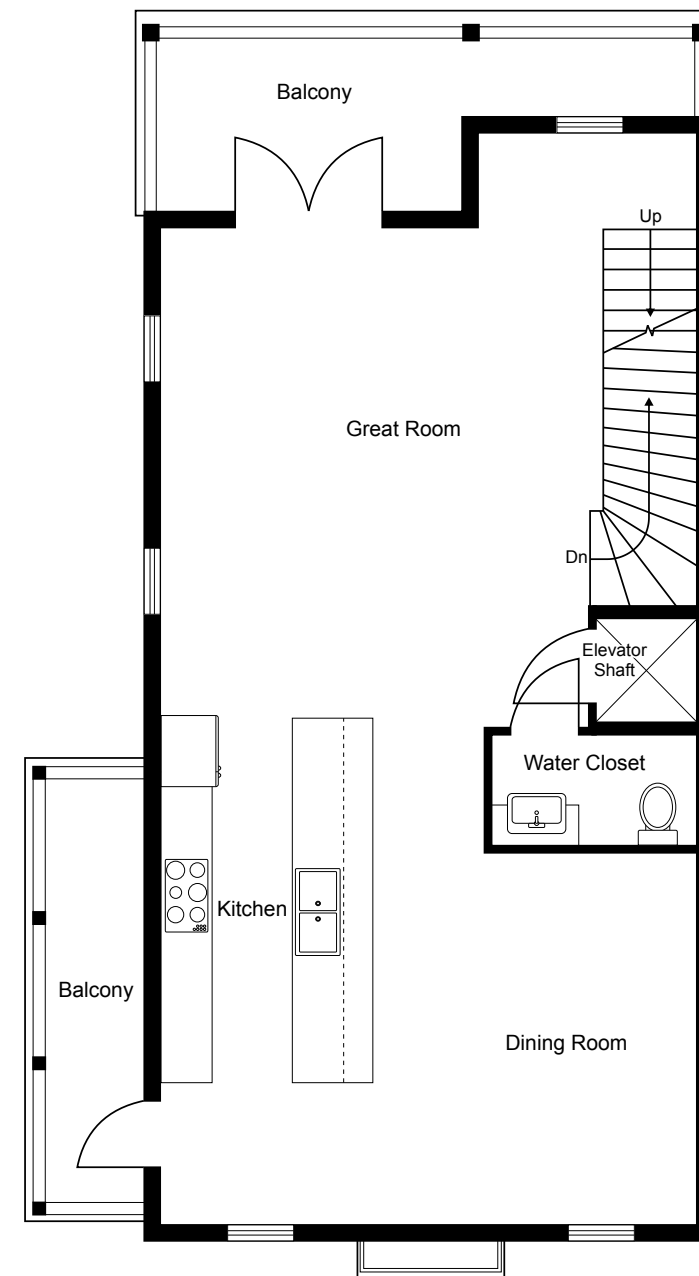 Balcony
Up
Great Room
Dn
Elevator
Shaft
Water Closet
Kitchen
Balcony
Dining Room